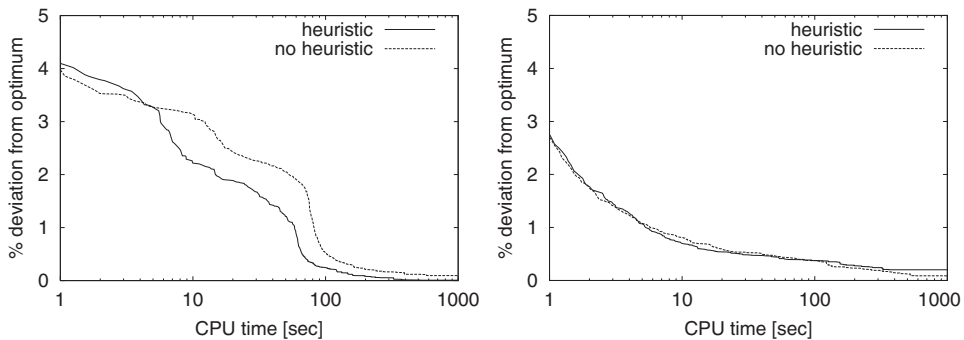 % deviation from optimum
5
4
3
2
1
0
heuristic
no heuristic
1
10
100
1000
CPU time [sec]
% deviation from optimum
5
4
3
2
1
0
heuristic
no heuristic
1
10
100
1000
CPU time [sec]